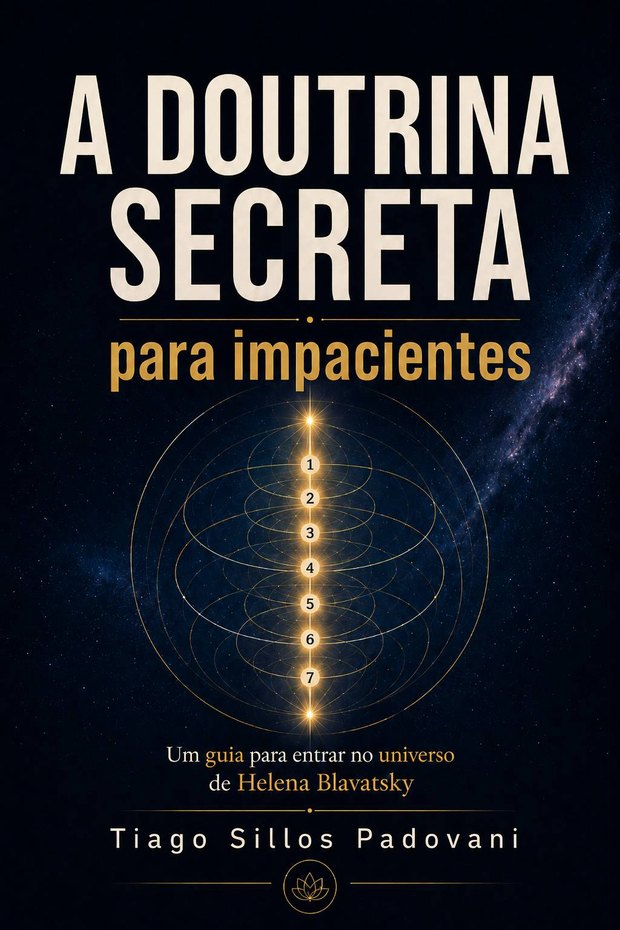 A DOUTRINA
SECRETA
para impacientes
1
2
3
4
5
6
7
Um guia para entrar no universo
de Helena Blavatsky
Tiago Sillos Padovani